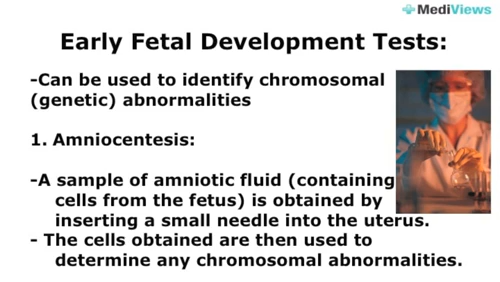 MediViews
Early Fetal Development Tests:
-Can be used to identify chromosomal
(genetic) abnormalities
1. Amniocentesis:
-A sample of amniotic fluid (containing
cells from the fetus) is obtained by
inserting a small needle into the uterus.
- The cells obtained are then used to
determine any chromosomal abnormalities.